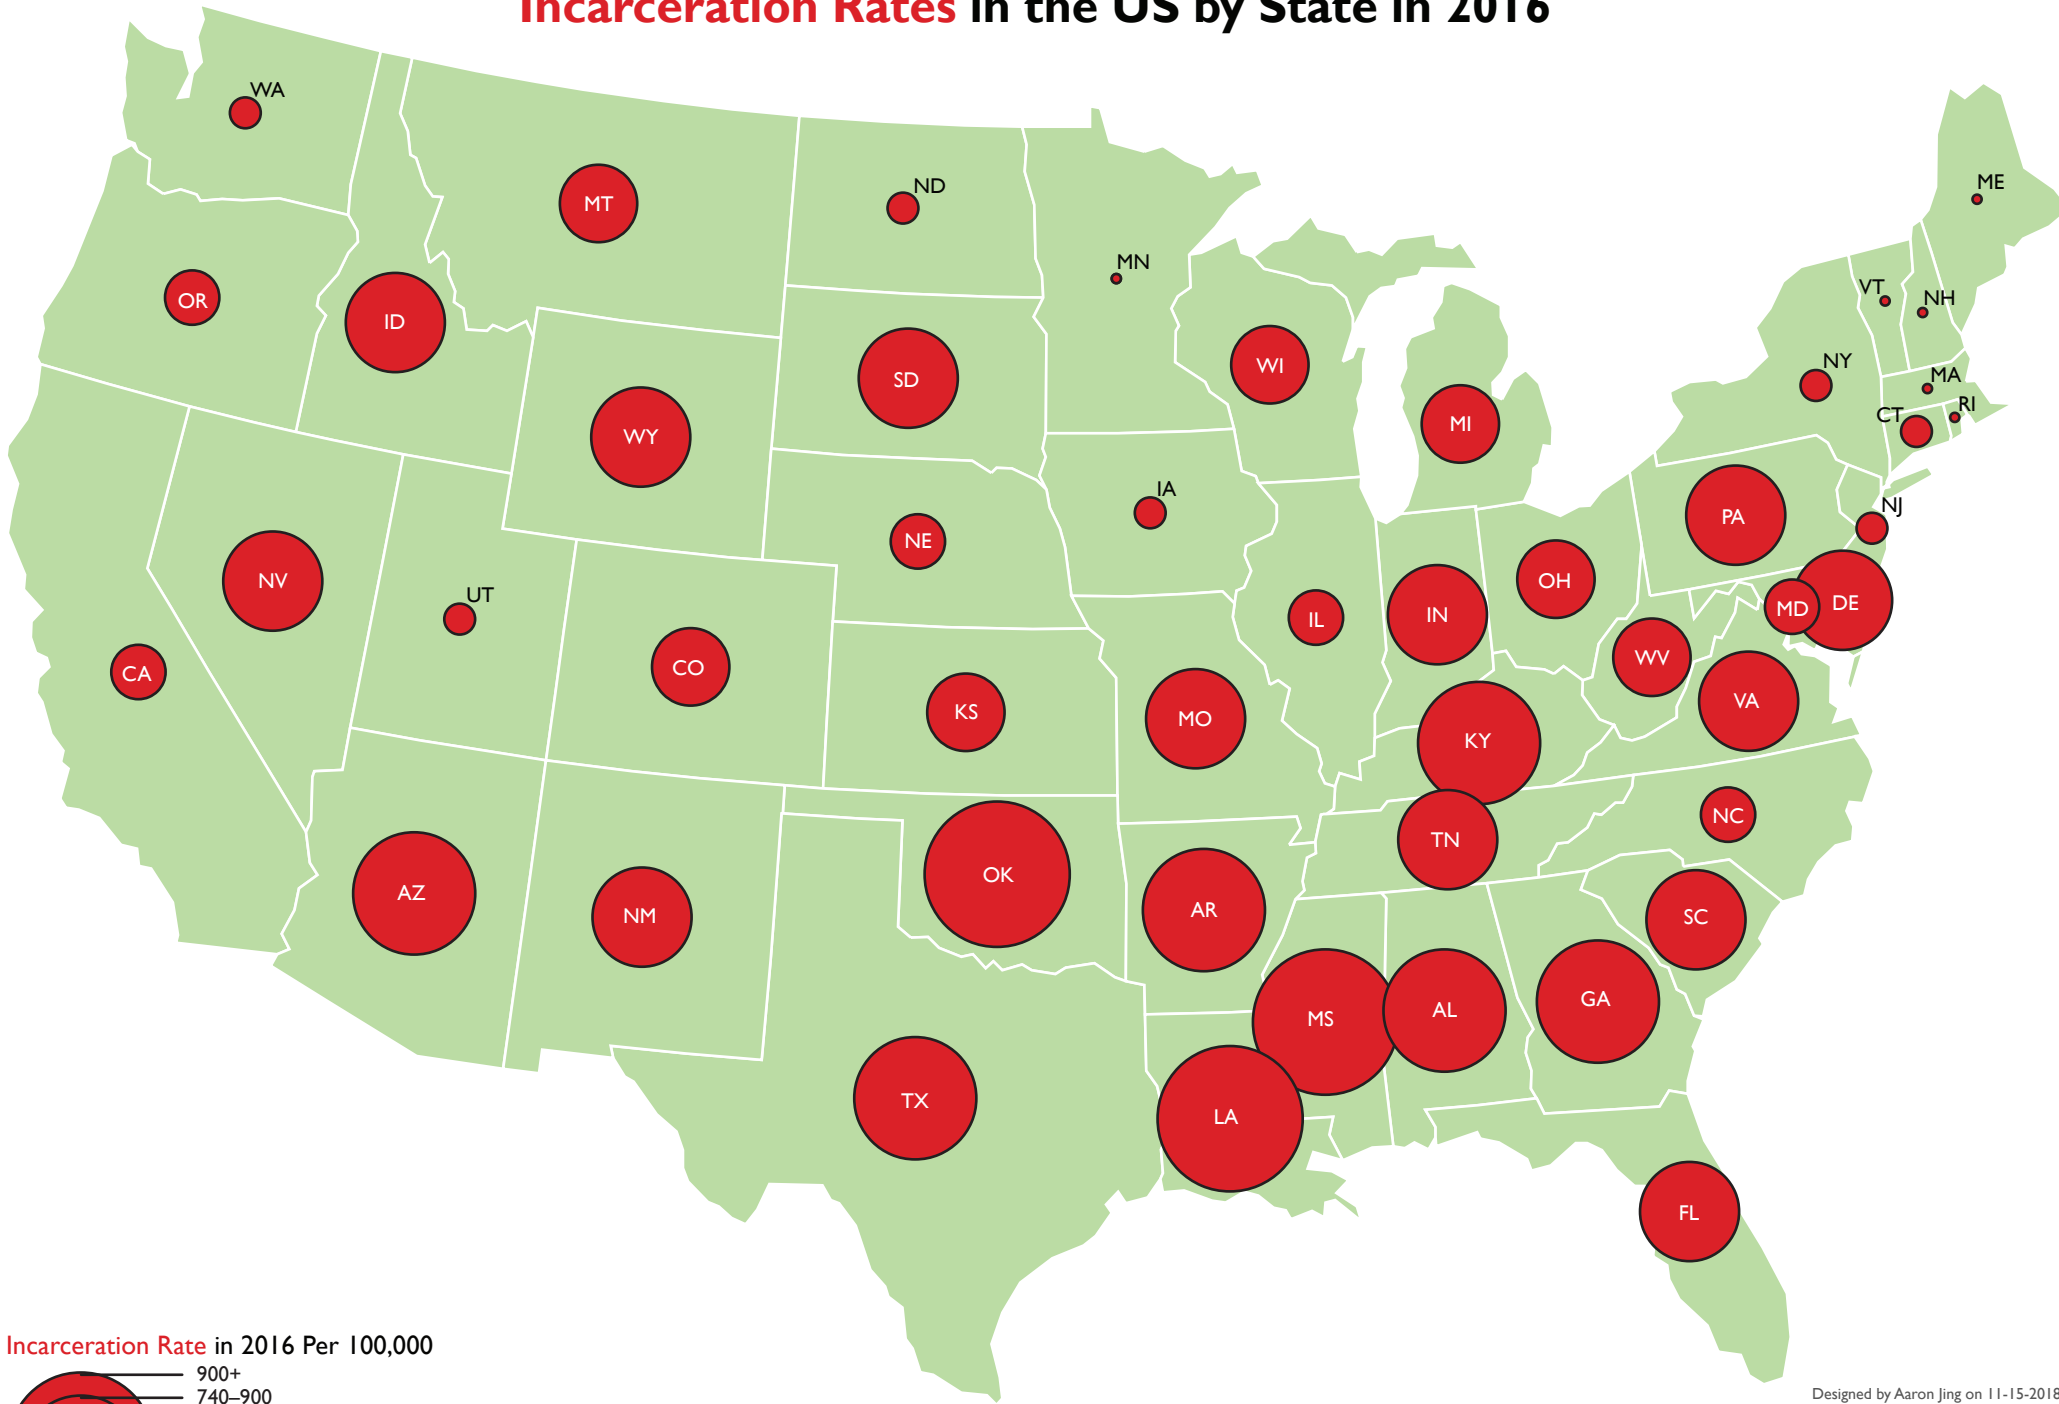 Incarceration Rates in the US by State in 2016
WA
MT
ND
ME
MN
VT
NH
OR
ID
NY
WI
MA
SD
RI
CT
MI
WY
IA
NJ
PA
NE
OH
NV
UT
DE
MD
IN
IL
WV
CO
CA
VA
KS
MO
KY
NC
TN
OK
AZ
AR
NM
SC
GA
AL
MS
TX
LA
FL
Incarceration Rate in 2016 Per 100,000
900+
740–900
Designed by Aaron Jing on 11-15-2018